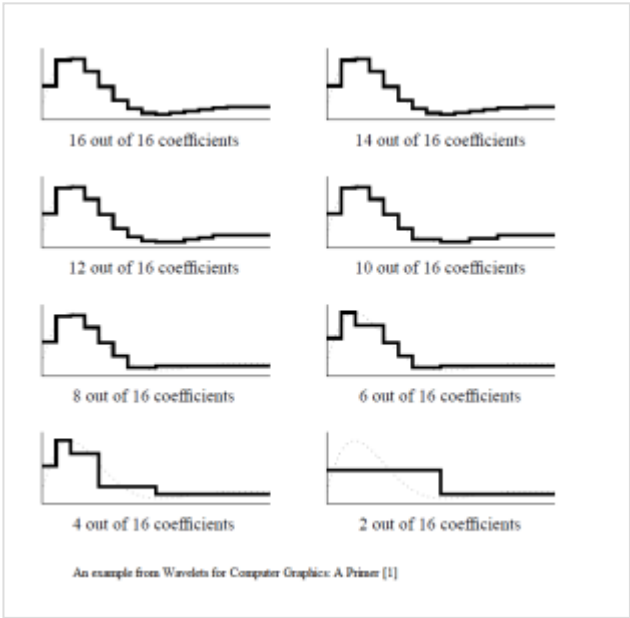 16 out of 16 coefficients
14 out of 16 coefficients
12 out of 16 coefficients
10 out of 16 coefficients
8 out of 16 coefficients
6 out of 16 coefficients
4 out of 16 coefficients
2 out of 16 coefficients
An example from Wavelets for Computer Graphics: A Primer [1]